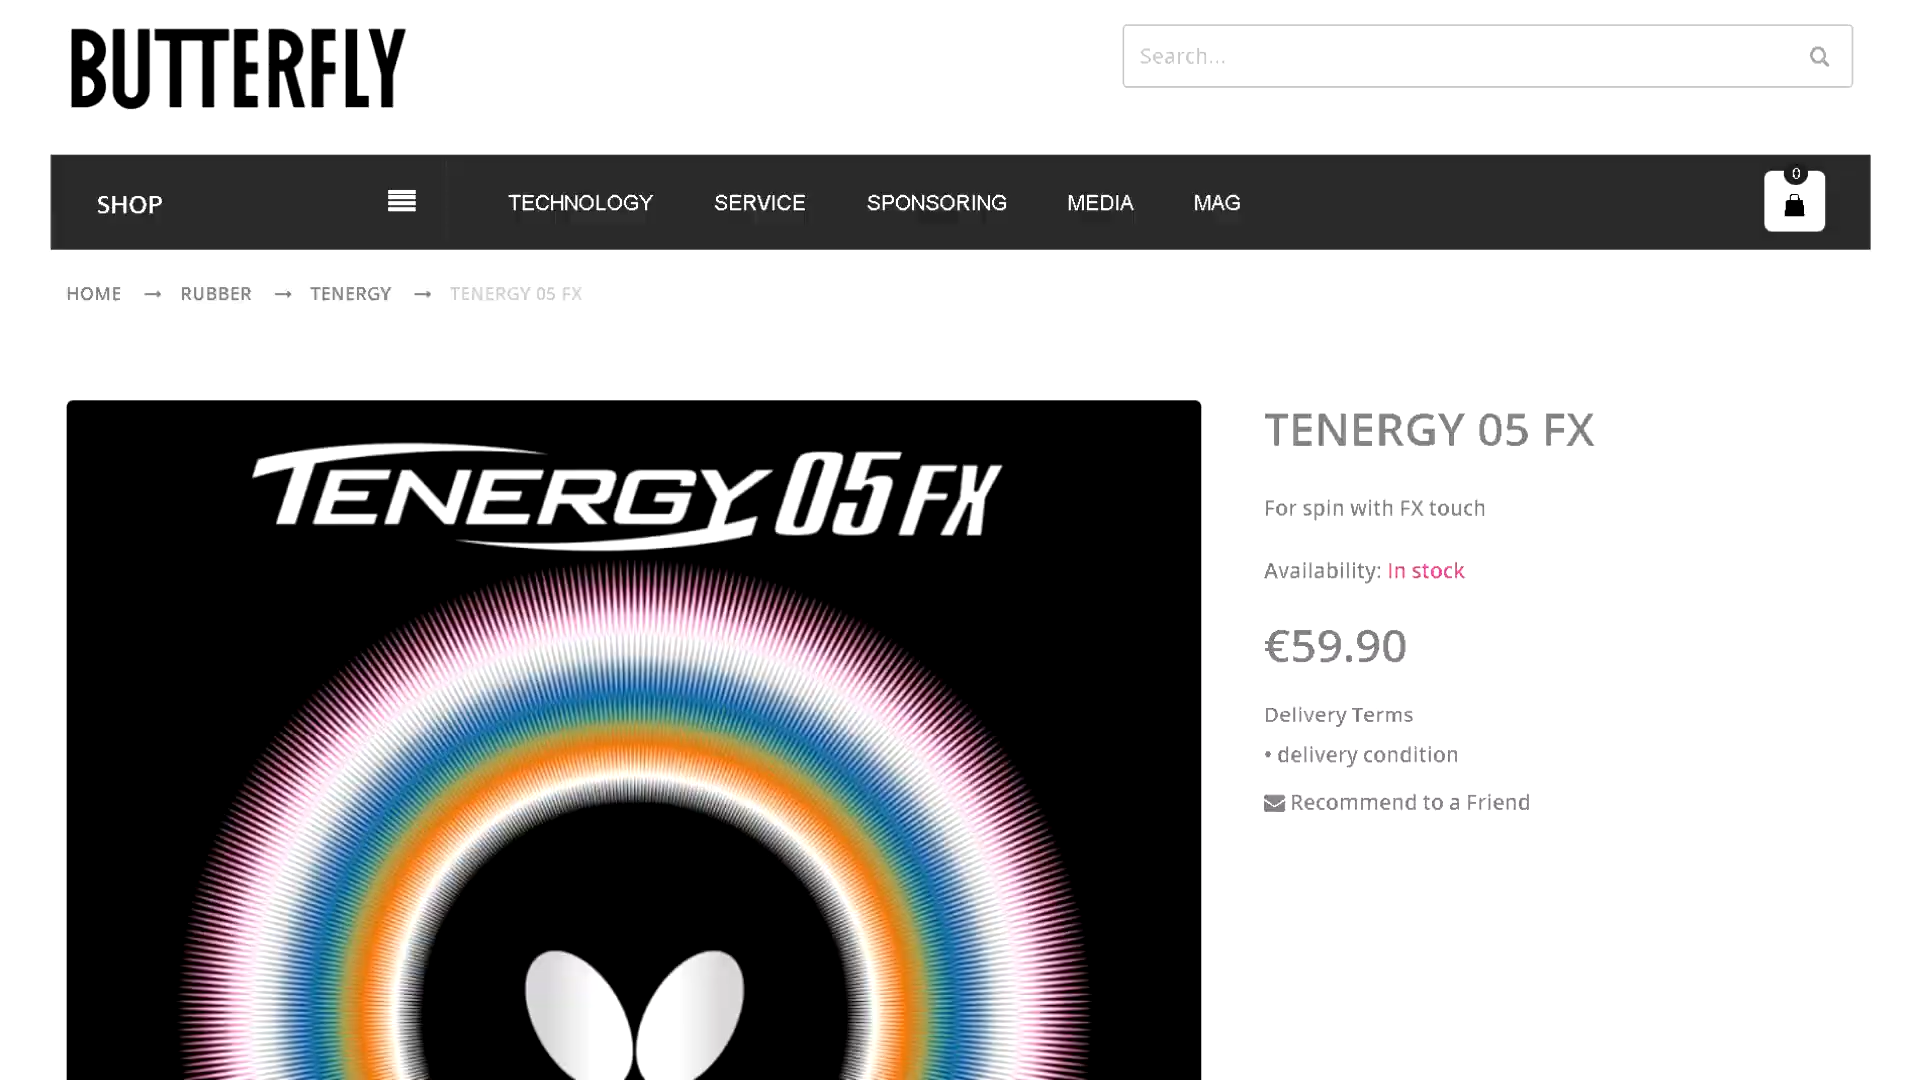 BUTTERFLY
Search...
0
SHOP
TECHNOLOGY
SERVICE
SPONSORING
MEDIA
MAG
HOME → RUBBER → TENERGY → TENERGY 05 FX
TENERGY 05 FX
TENERGY 05 FX
For spin with FX touch
Availability: In stock
€59.90
Delivery Terms
• delivery condition
Recommend to a Friend